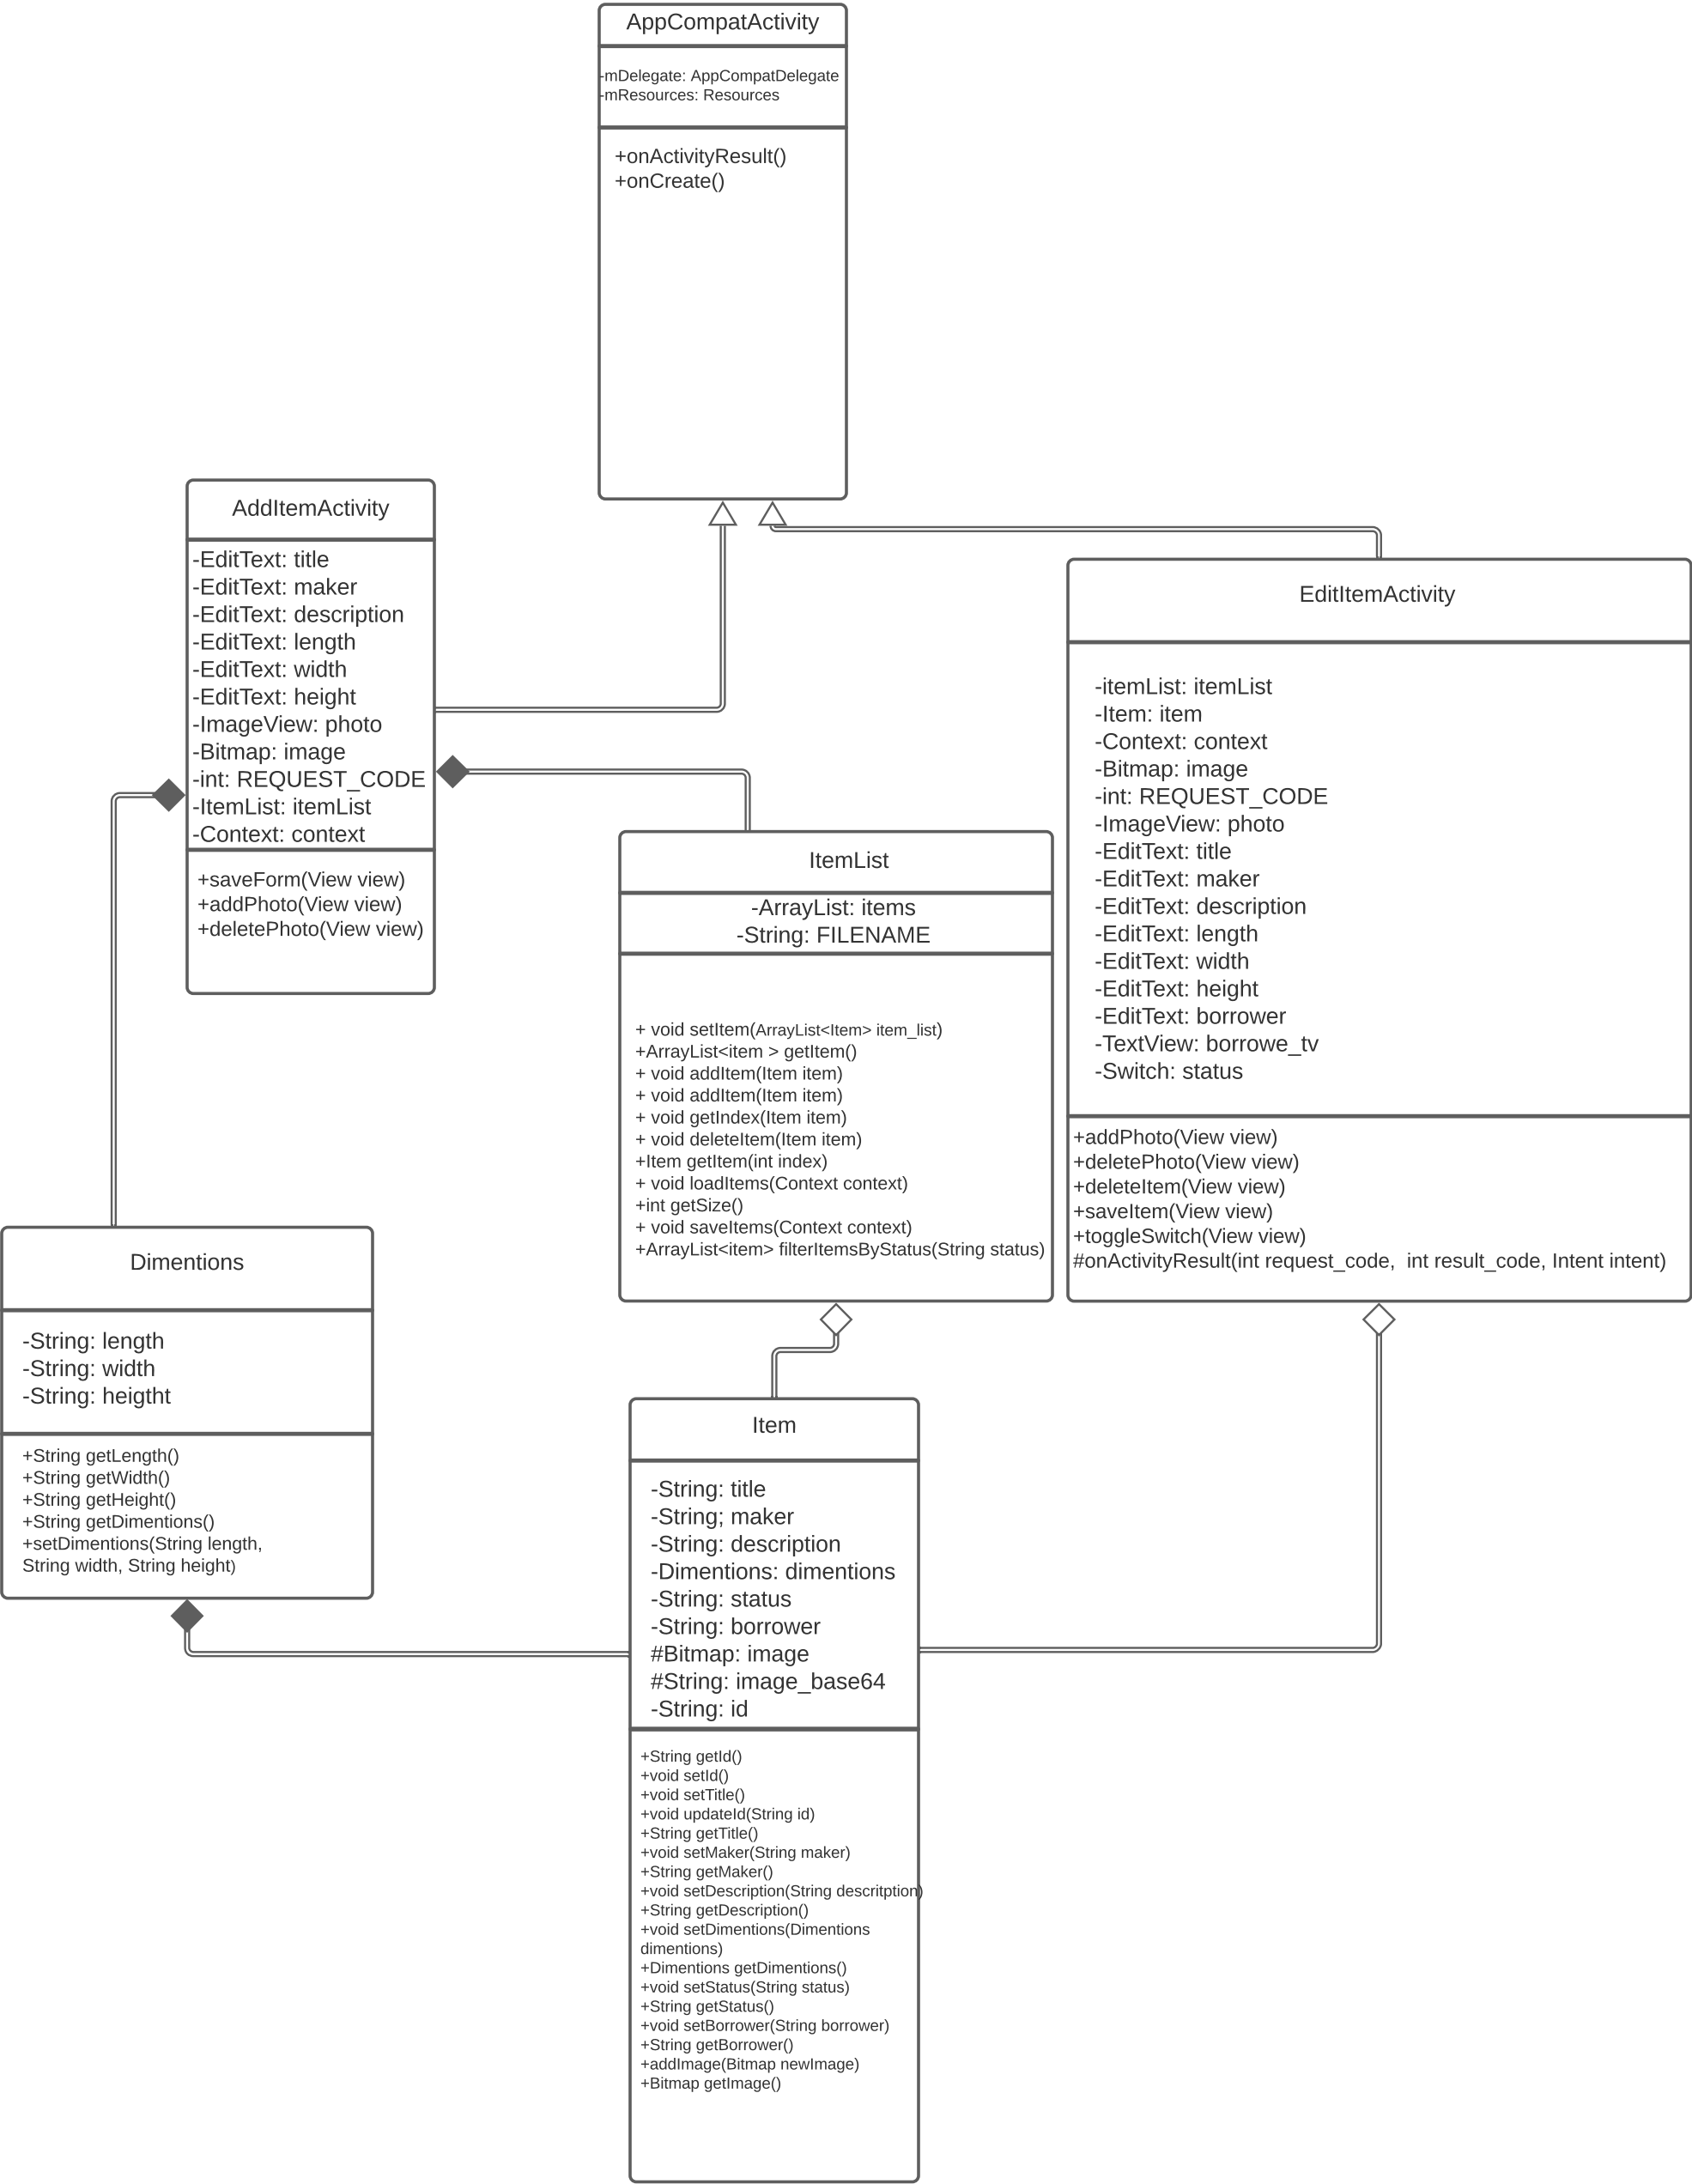 AppCompatActivity
-mDelegate: AppCompatDelegate
-mResources: Resources
+onActivityResult()
+onCreate()
AddItemActivity
-EditText: title
-EditText: maker
-EditText: description
-EditText: length
-EditText: width
-EditText: height
-ImageView: photo
-Bitmap: image
-int: REQUEST_CODE
-ItemList: itemList
-Context: context
+saveForm(View view)
+addPhoto(View view)
+deletePhoto(View view)
EditItemActivity
-itemList: itemList
-Item: item
-Context: context
-Bitmap: image
-int: REQUEST_CODE
-ImageView: photo
-EditText: title
-EditText: maker
-EditText: description
-EditText: length
-EditText: width
-EditText: height
-EditText: borrower
-TextView: borrowe_tv
-Switch: status
+addPhoto(View view)
+deletePhoto(View view)
+deleteItem(View view)
+saveItem(View view)
+toggleSwitch(View view)
#onActivityResult(int request_code,  int result_code, Intent intent)
ItemList
-ArrayList: items
-String: FILENAME
+ void setItem(ArrayList<Item> item_list)
+ArrayList<item > getItem()
+ void addItem(Item item)
+ void addItem(Item item)
+ void getIndex(Item item)
+ void deleteItem(Item item)
+Item getItem(int index)
+ void loadItems(Context context)
+int getSize()
+ void saveItems(Context context)
+ArrayList<item> filterItemsByStatus(String status)
Dimentions
-String: length
-String: width
-String: heigtht
+String getLength()
+String getWidth()
+String getHeight()
+String getDimentions()
+setDimentions(String length,
String width, String height)
Item
-String: title
-String; maker
-String: description
-Dimentions: dimentions
-String: status
-String: borrower
#Bitmap: image
#String: image_base64
-String: id
+String getId()
+void setId()
+void setTitle()
+void updateId(String id)
+String getTitle()
+void setMaker(String maker)
+String getMaker()
+void setDescription(String descritption)
+String getDescription()
+void setDimentions(Dimentions
dimentions)
+Dimentions getDimentions()
+void setStatus(String status)
+String getStatus()
+void setBorrower(String borrower)
+String getBorrower()
+addImage(Bitmap newImage)
+Bitmap getImage()